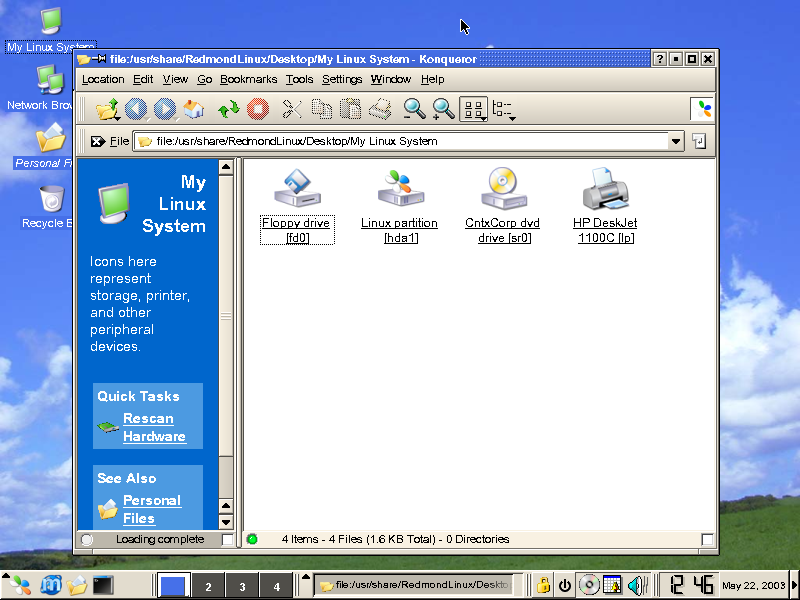 My Linux System
Network Brow
Personal Fi
Recycle B
file:/usr/share/RedmondLinux/Desktop/My Linux System - Konqueror
Location Edit View Go Bookmarks Tools Settings Window Help
File file:/usr/share/RedmondLinux/Desktop/My Linux System
My
Linux
System
Icons here
represent
storage, printer,
and other
peripheral
devices.
Quick Tasks
Rescan
Hardware
See Also
Personal
Files
Floppy drive
[fd0]
Linux partition
[hda1]
CntxCorp dvd
drive [sr0]
HP DeskJet
1100C [lp]
Loading complete
4 Items - 4 Files (1.6 KB Total) - 0 Directories
2 3 4
file:/usr/share/RedmondLinux/Deskto
12 46
May 22, 2003